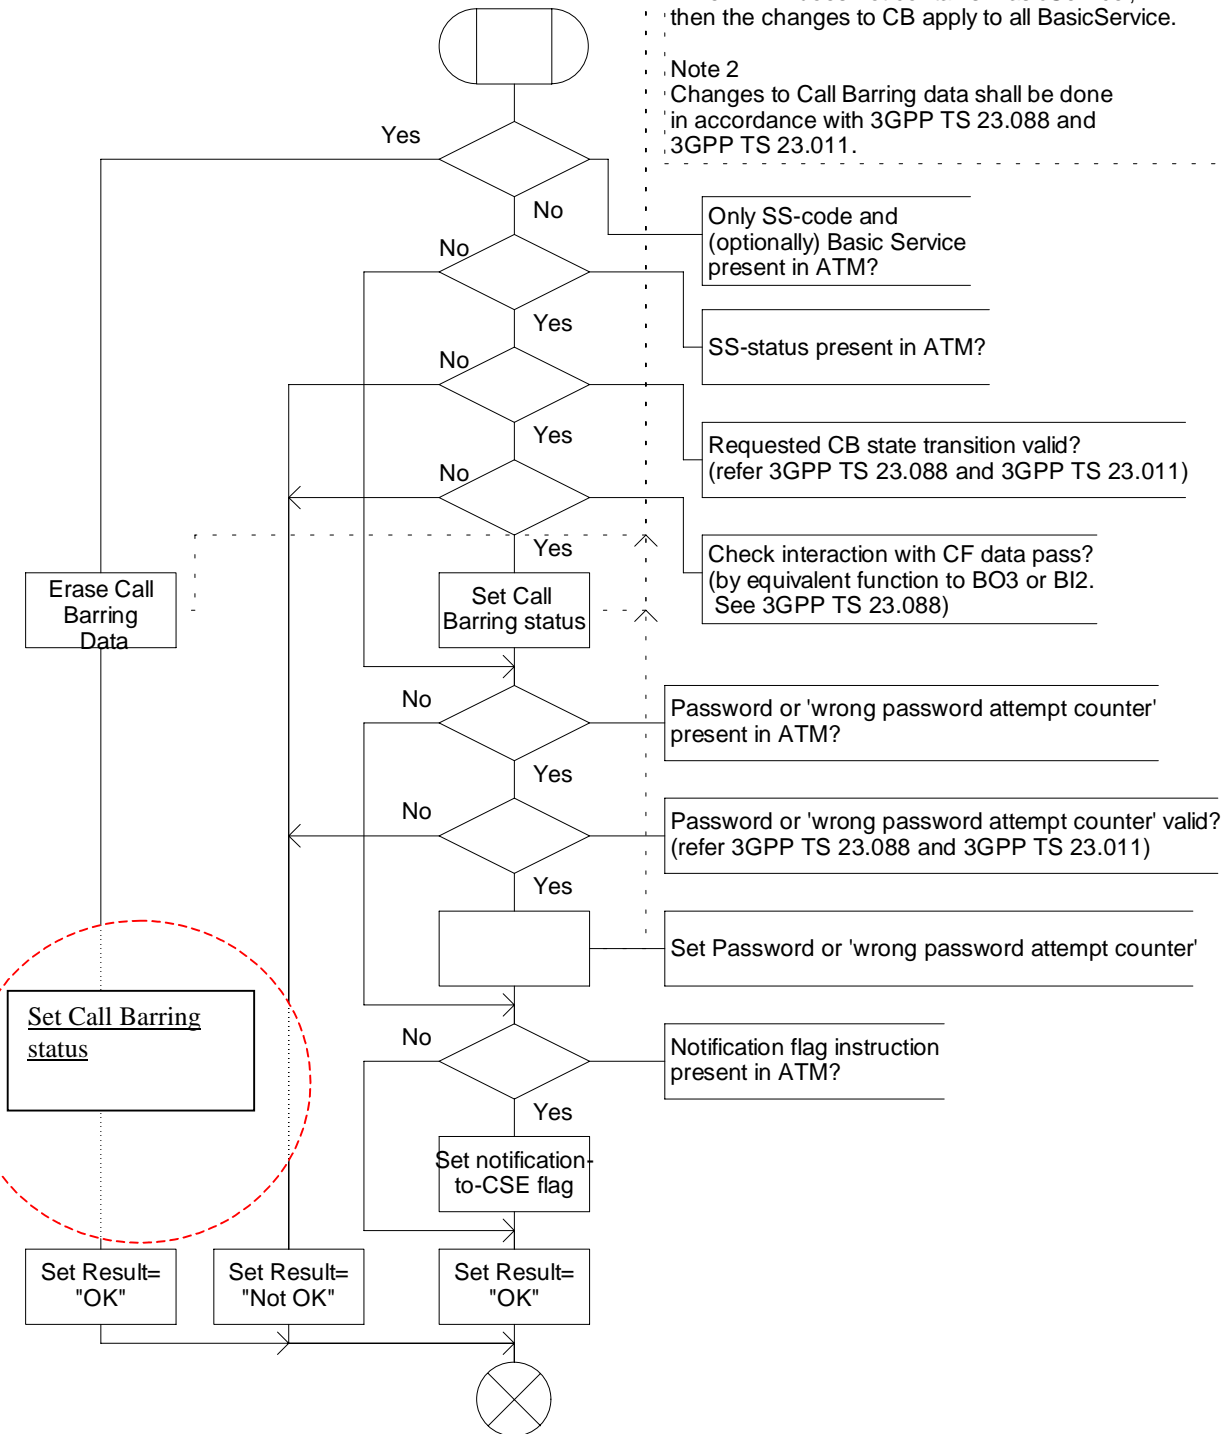 then the changes to CB apply to all BasicService.
Note 2
Changes to Call Barring data shall be done
in accordance with 3GPP TS 23.088 and
3GPP TS 23.011.
Yes
No
Only SS-code and
(optionally) Basic Service
present in ATM?
No
Yes
SS-status present in ATM?
No
Yes
Requested CB state transition valid?
(refer 3GPP TS 23.088 and 3GPP TS 23.011)
No
Yes
Check interaction with CF data pass?
(by equivalent function to BO3 or BI2.
See 3GPP TS 23.088)
Erase Call
Barring
Data
Set Call
Barring status
No
Password or 'wrong password attempt counter'
present in ATM?
Yes
No
Password or 'wrong password attempt counter' valid?
(refer 3GPP TS 23.088 and 3GPP TS 23.011)
Yes
Set Password or 'wrong password attempt counter'
Set Call Barring
status
No
Notification flag instruction
present in ATM?
Yes
Set notification-
to-CSE flag
Set Result=
"OK"
Set Result=
"Not OK"
Set Result=
"OK"